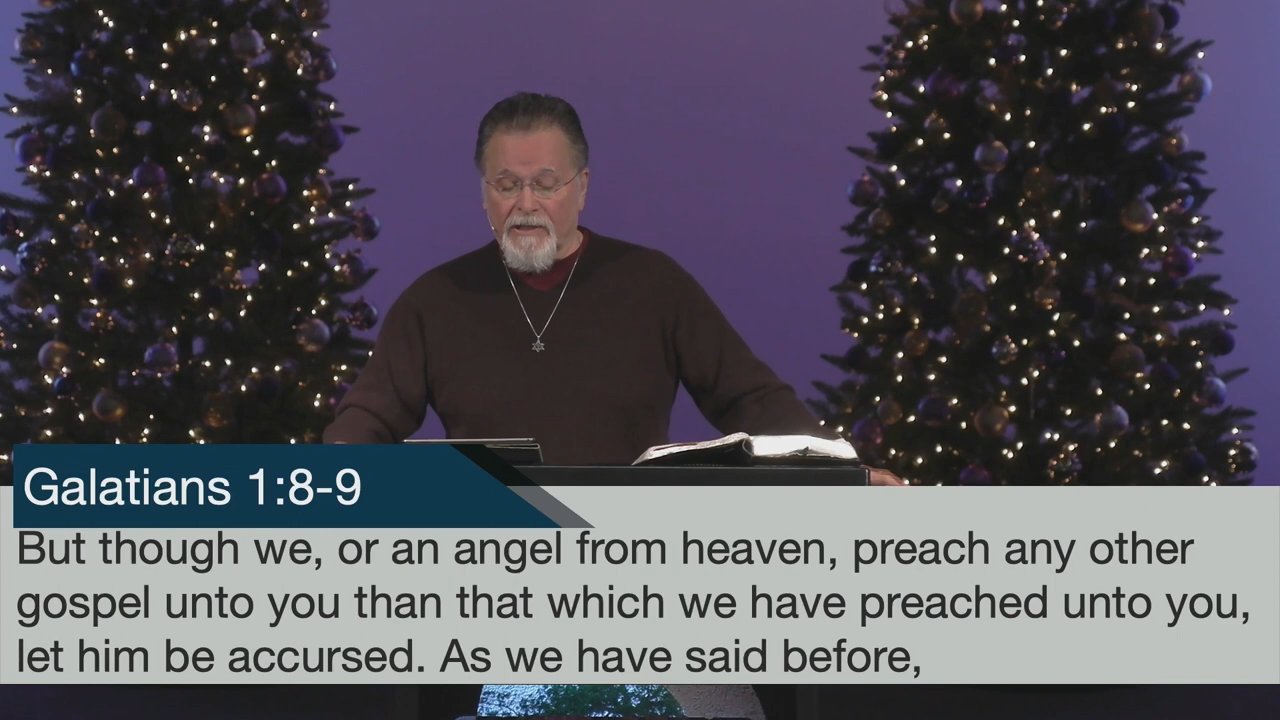 Galatians 1:8-9
But though we, or an angel from heaven, preach any other
gospel unto you than that which we have preached unto you,
let him be accursed. As we have said before,